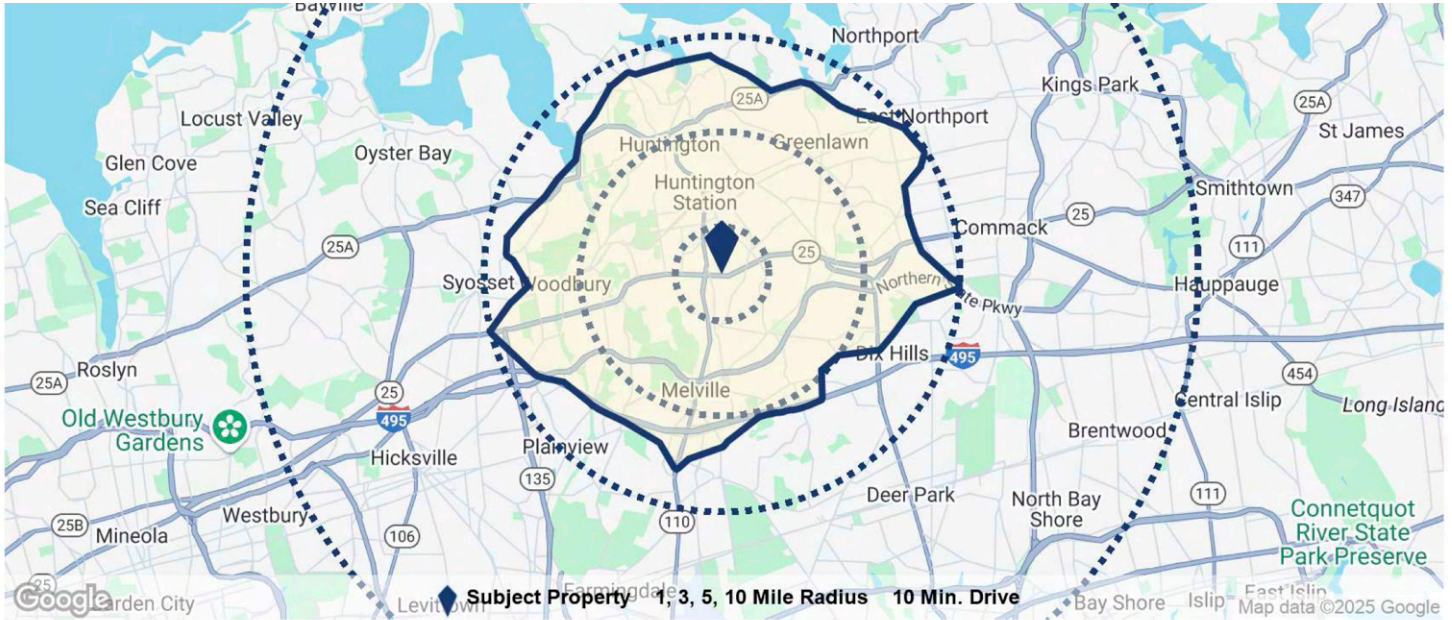 Bayville
Northport
Kings Park
25A
25A
Locust Valley
East Northport
St James
Huntington
Greenlawn
Oyster Bay
Glen Cove
Huntington
Station
Smithtown
347
Sea Cliff
25
Commack
25A
25
111
Syosset
Woodbury
Northern State Pkwy
Hauppauge
Dix Hills
495
Roslyn
25A
25
Melville
454
Central Islip
Long Island
Old Westbury
Gardens
495
Brentwood
Plainview
Hicksville
135
Deer Park
North Bay
Shore
111
Connetquot
River State
Park Preserve
Westbury
110
25B
Mineola
106
25
Farmingdale
Google
Garden City
Levittown
Subject Property 1, 3, 5, 10 Mile Radius 10 Min. Drive
Bay Shore
Islip
East Islip
Map data ©2025 Google